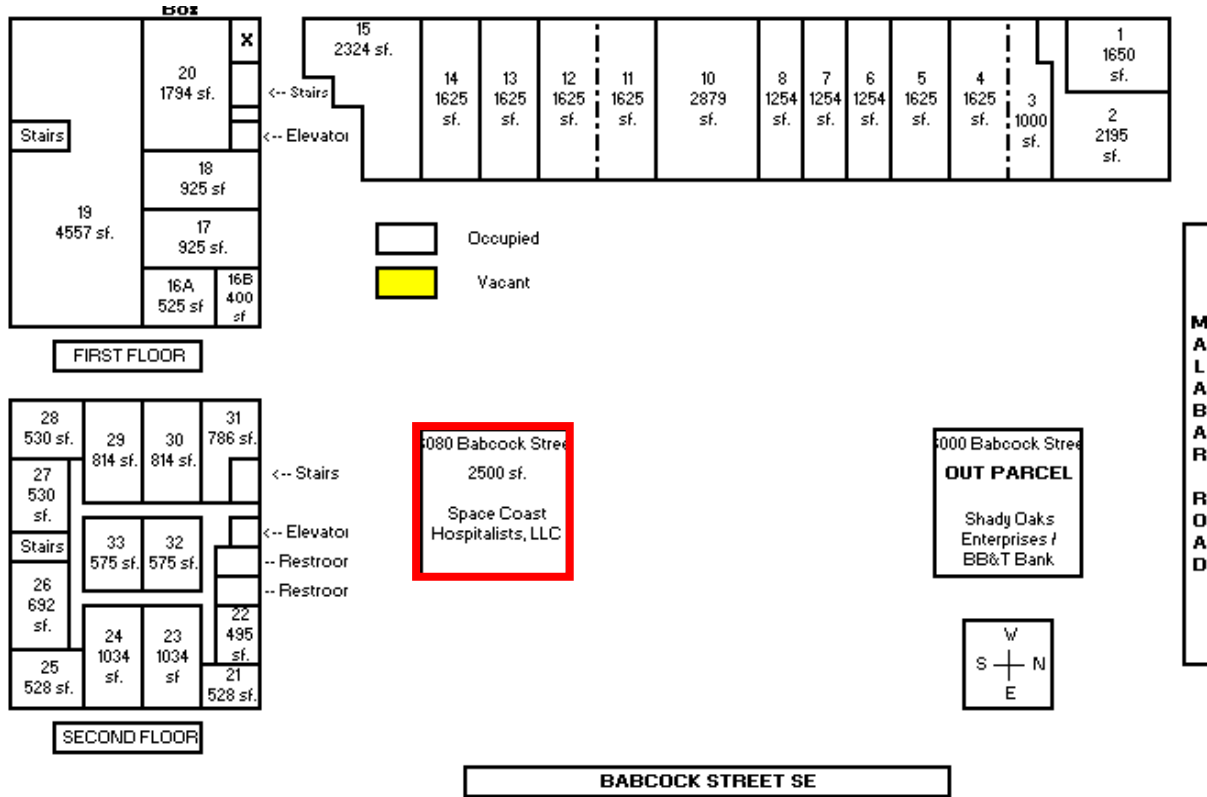 Box
X
20
1794 sf.
<-- Stairs
<-- Elevator
Stairs
18
925 sf
19
4557 sf.
17
925 sf.
16A
525 sf
16B
400
sf
FIRST FLOOR
15
2324 sf.
14
1625
sf.
13
1625
sf.
12
1625
sf.
11
1625
sf.
10
2879
sf.
8
1254
sf.
7
1254
sf.
6
1254
sf.
5
1625
sf.
4
1625
sf.
3
1000
sf.
1
1650
sf.
2
2195
sf.
Occupied
Vacant
MALABAR ROAD
28
530 sf.
29
814 sf.
30
814 sf.
31
786 sf.
27
530
sf.
<-- Stairs
Stairs
33
575 sf.
32
575 sf.
<-- Elevator
-- Restroor
-- Restroor
26
692
sf.
24
1034
sf.
23
1034
sf
22
495
sf.
25
528 sf.
21
528 sf.
SECOND FLOOR
080 Babcock Stree
2500 sf.
Space Coast
Hospitalists, LLC
000 Babcock Stree
OUT PARCEL
Shady Oaks
Enterprises /
BB&T Bank
W
S N
E
BABCOCK STREET SE